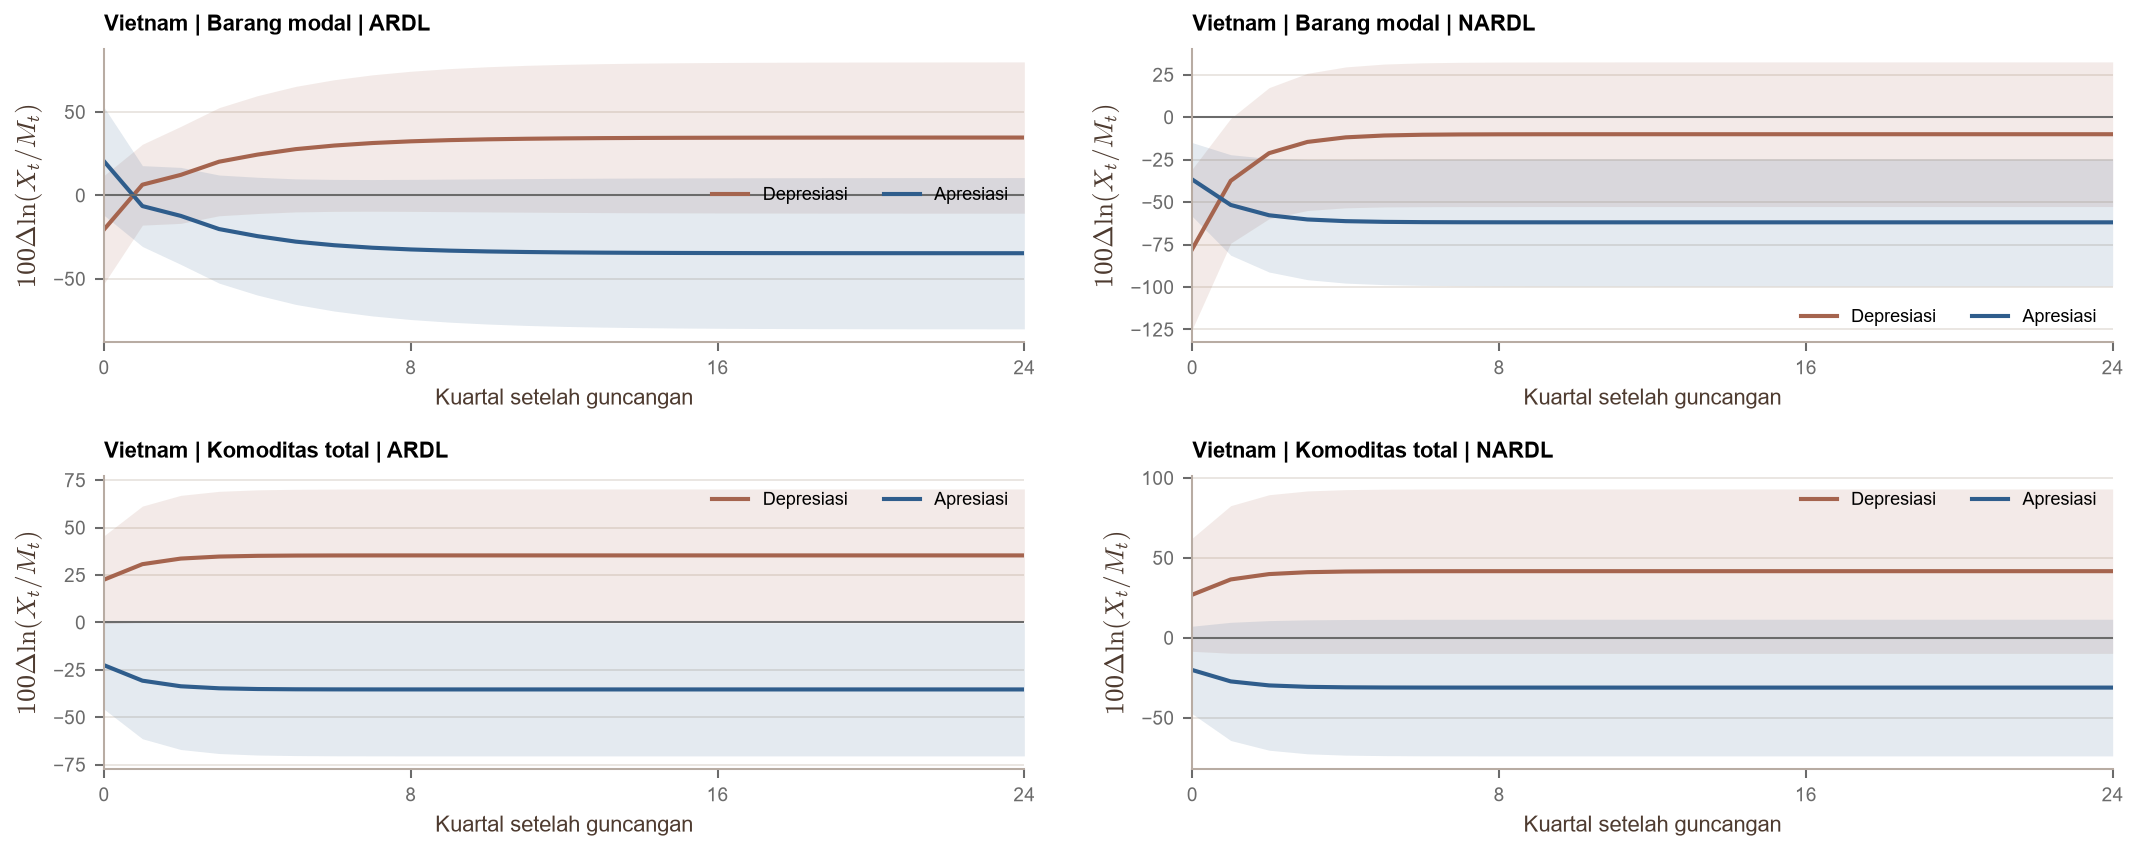 Vietnam | Barang modal | ARDL
100Δln(X_t/M_t)
50
0
−50
Depresiasi
Apresiasi
0
8
16
24
Kuartal setelah guncangan
Vietnam | Barang modal | NARDL
100Δln(X_t/M_t)
25
0
−25
−50
−75
−100
−125
Depresiasi
Apresiasi
0
8
16
24
Kuartal setelah guncangan
Vietnam | Komoditas total | ARDL
100Δln(X_t/M_t)
75
50
25
0
−25
−50
−75
Depresiasi
Apresiasi
0
8
16
24
Kuartal setelah guncangan
Vietnam | Komoditas total | NARDL
100Δln(X_t/M_t)
100
50
0
−50
Depresiasi
Apresiasi
0
8
16
24
Kuartal setelah guncangan